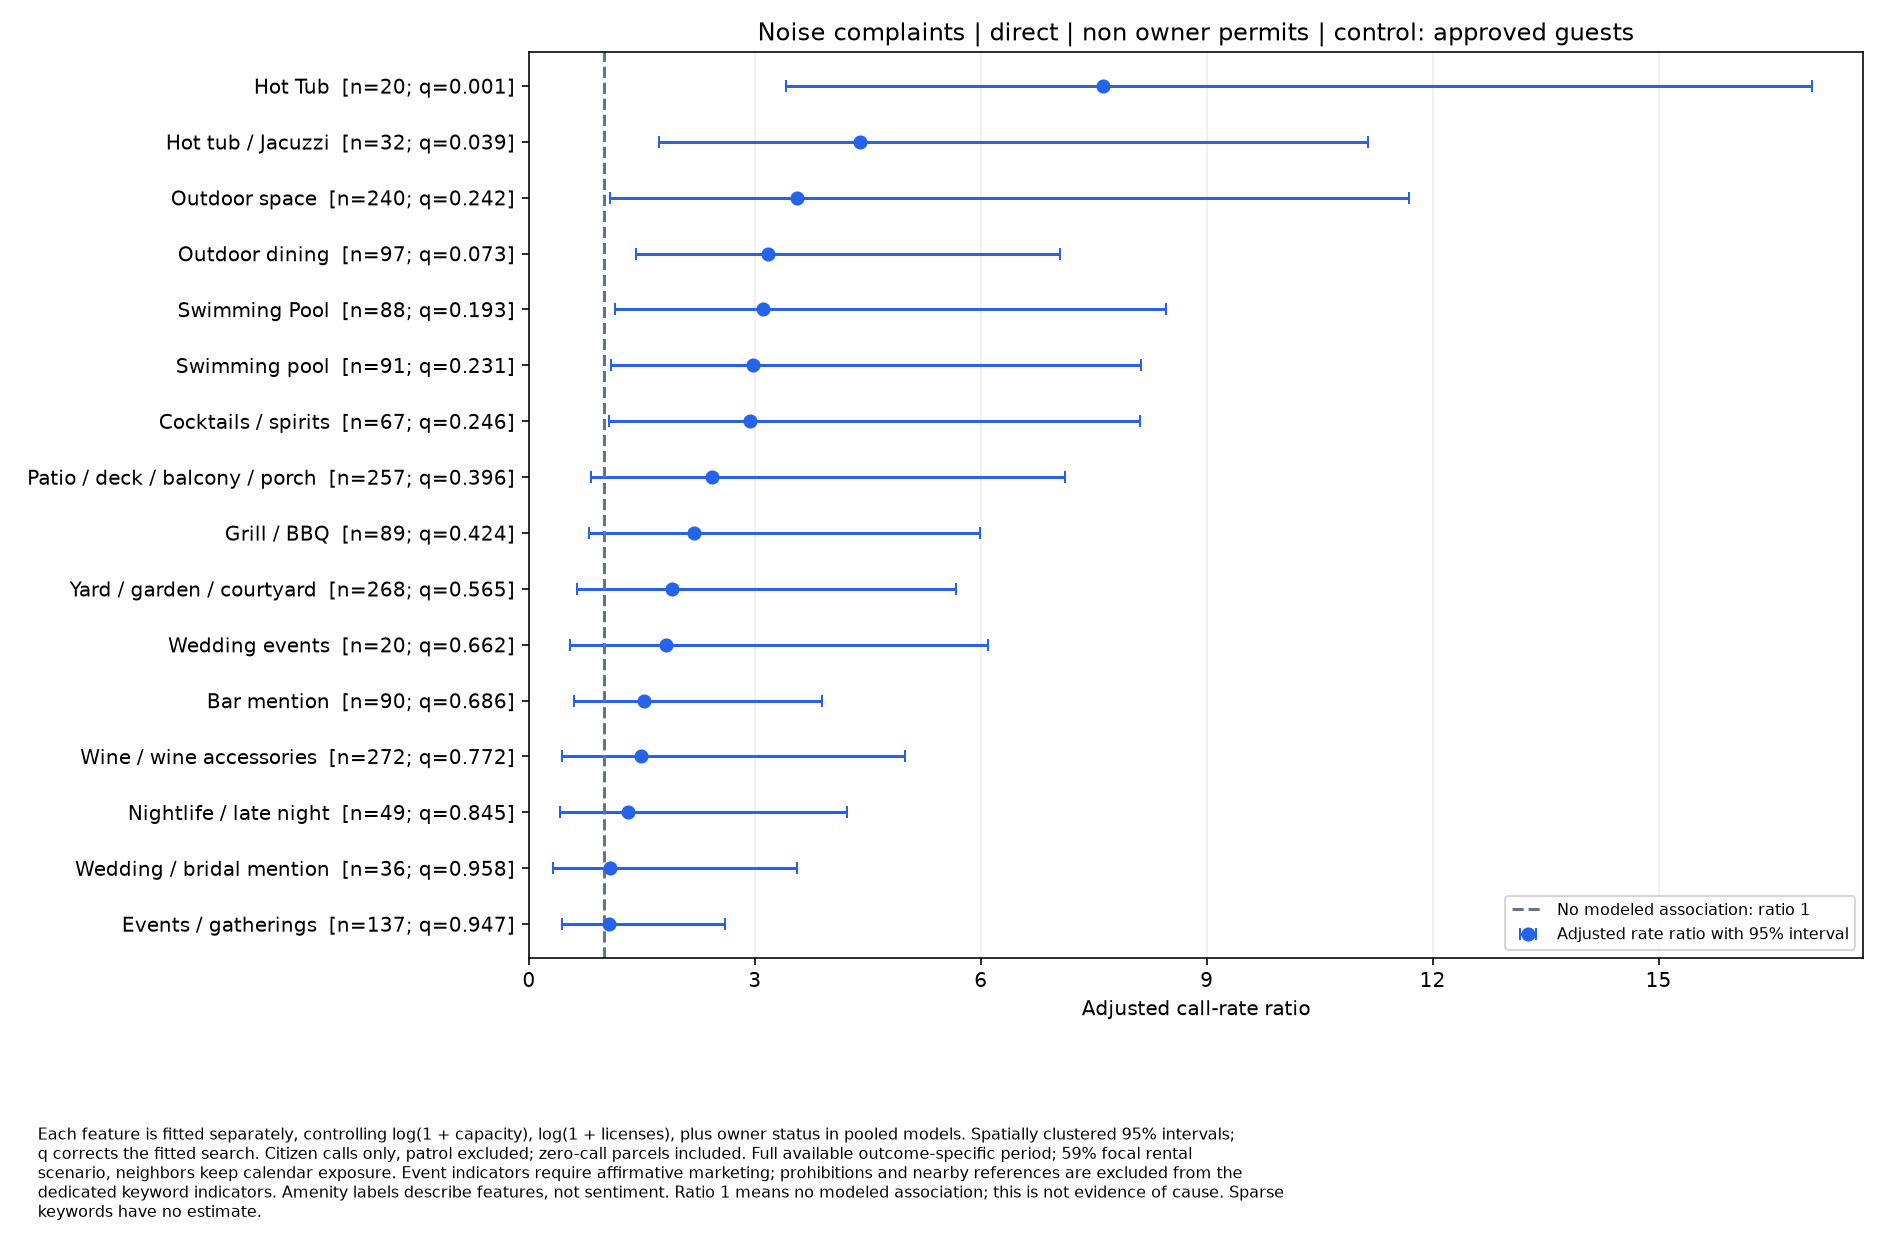 Noise complaints | direct | non owner permits | control: approved guests
Hot Tub [n=20; q=0.001]
Hot tub / Jacuzzi [n=32; q=0.039]
Outdoor space [n=240; q=0.242]
Outdoor dining [n=97; q=0.073]
Swimming Pool [n=88; q=0.193]
Swimming pool [n=91; q=0.231]
Cocktails / spirits [n=67; q=0.246]
Patio / deck / balcony / porch [n=257; q=0.396]
Grill / BBQ [n=89; q=0.424]
Yard / garden / courtyard [n=268; q=0.565]
Wedding events [n=20; q=0.662]
Bar mention [n=90; q=0.686]
Wine / wine accessories [n=272; q=0.772]
Nightlife / late night [n=49; q=0.845]
Wedding / bridal mention [n=36; q=0.958]
Events / gatherings [n=137; q=0.947]
No modeled association: ratio 1
Adjusted rate ratio with 95% interval
0 3 6 9 12 15
Adjusted call-rate ratio
Each feature is fitted separately, controlling log(1 + capacity), log(1 + licenses), plus owner status in pooled models. Spatially clustered 95% intervals;
q corrects the fitted search. Citizen calls only, patrol excluded; zero-call parcels included. Full available outcome-specific period; 59% focal rental
scenario, neighbors keep calendar exposure. Event indicators require affirmative marketing; prohibitions and nearby references are excluded from the
dedicated keyword indicators. Amenity labels describe features, not sentiment. Ratio 1 means no modeled association; this is not evidence of cause. Sparse
keywords have no estimate.